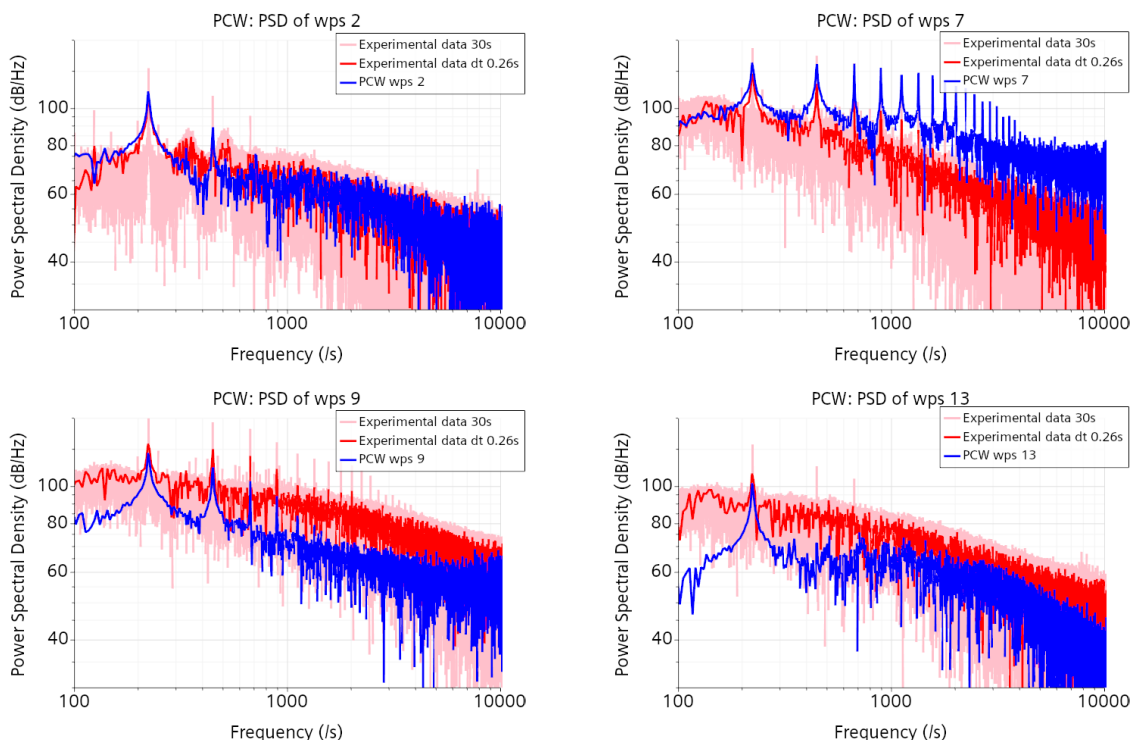 PCW: PSD of wps 2
Experimental data 30s
Experimental data dt 0.26s
PCW wps 2
Power Spectral Density (dB/Hz)
100
80
60
40
100
1000
10000
Frequency (/s)
PCW: PSD of wps 7
Experimental data 30s
Experimental data dt 0.26s
PCW wps 7
Power Spectral Density (dB/Hz)
100
80
60
40
100
1000
10000
Frequency (/s)
PCW: PSD of wps 9
Experimental data 30s
Experimental data dt 0.26s
PCW wps 9
Power Spectral Density (dB/Hz)
100
80
60
40
100
1000
10000
Frequency (/s)
PCW: PSD of wps 13
Experimental data 30s
Experimental data dt 0.26s
PCW wps 13
Power Spectral Density (dB/Hz)
100
80
60
40
100
1000
10000
Frequency (/s)